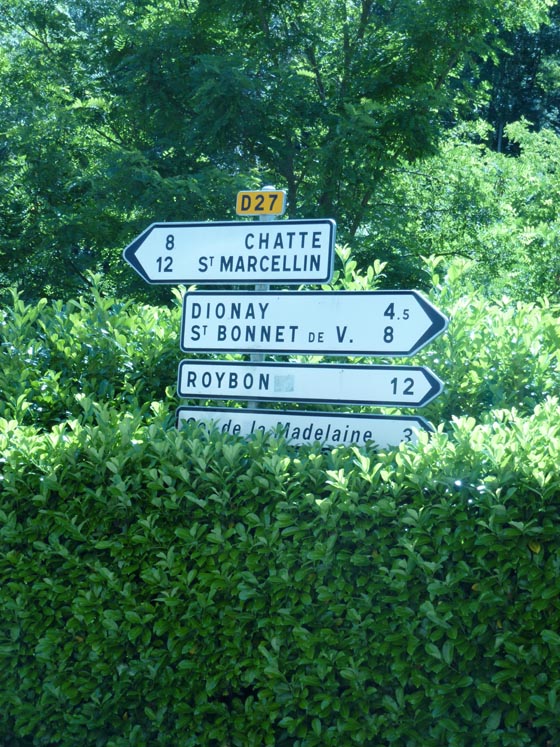 D27
8 CHATTE
12 ST MARCELLIN
DIONAY 4.5
ST BONNET DE V. 8
ROYBON 12
Col de la Madelaine 3